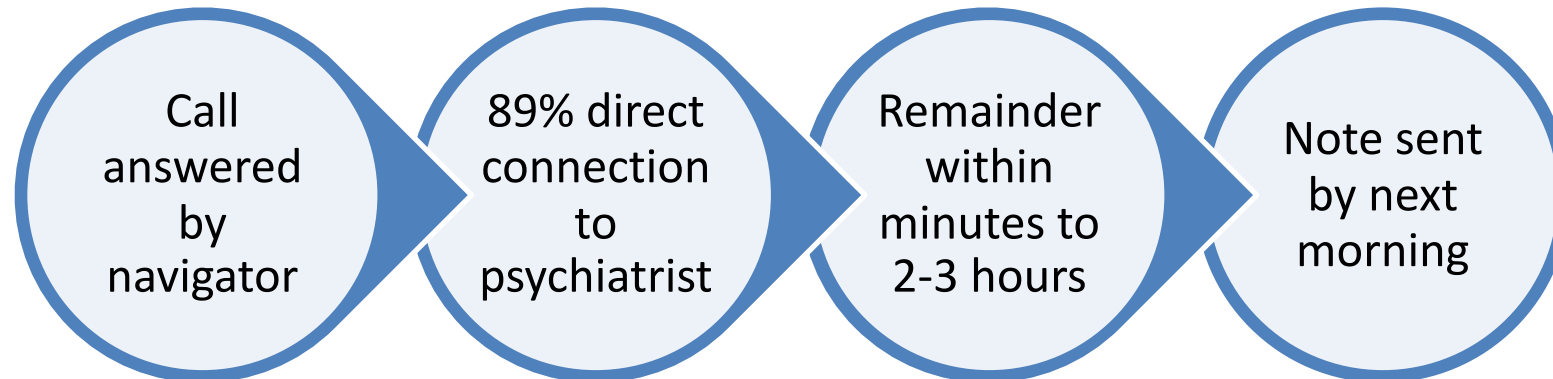 Call
answered
by
navigator
89% direct
connection
to
psychiatrist
Remainder
within
minutes to
2-3 hours
Note sent
by next
morning